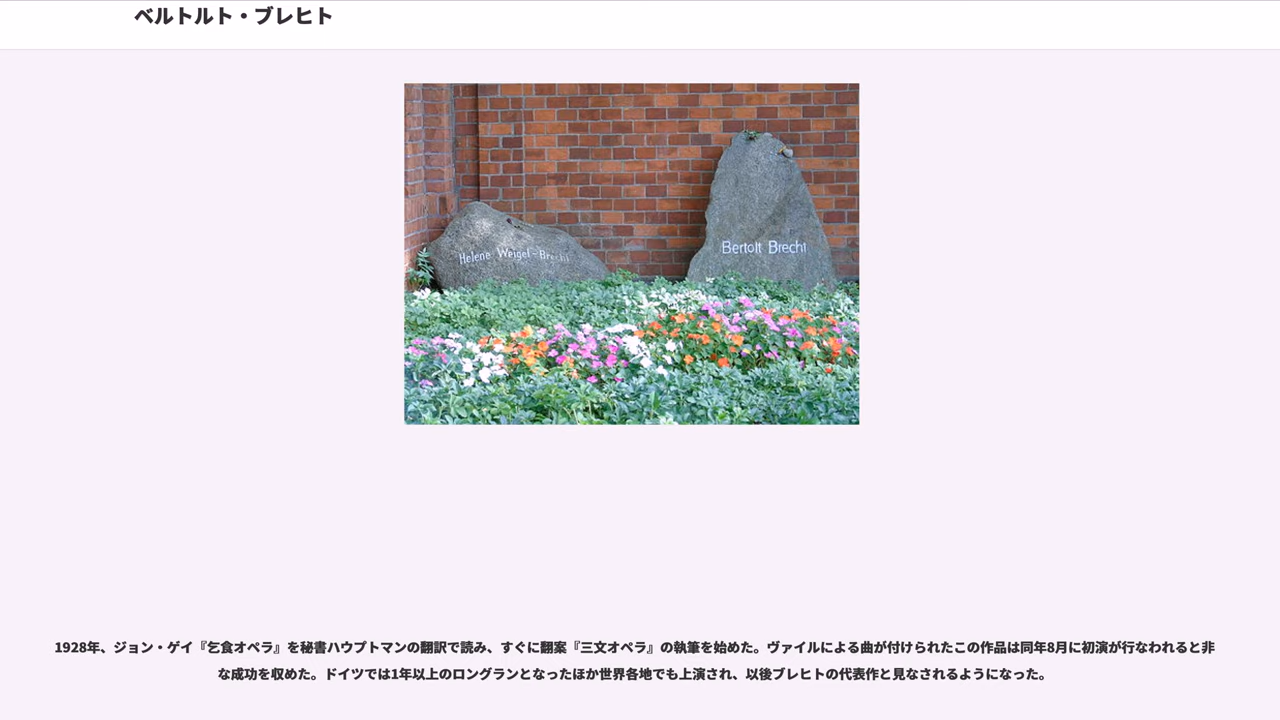 ベルトルト・ブレヒト
Helene Weigel-Brecht
Bertolt Brecht
1928年、ジョン・ゲイ『乞食オペラ』を秘書ハウプトマンの翻訳で読み、すぐに翻案『三文オペラ』の執筆を始めた。ヴァイルによる曲が付けられたこの作品は同年8月に初演が行なわれると非
な成功を収めた。ドイツでは1年以上のロングランとなったほか世界各地でも上演され、以後ブレヒトの代表作と見なされるようになった。